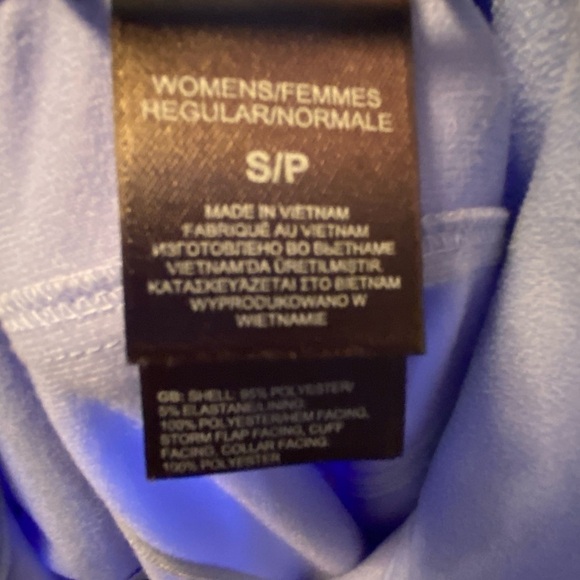 WOMENS/FEMMES
REGULAR/NORMALE
S/P
MADE IN VIETNAM
FABRIQUÉ AU VIETNAM
ИЗГОТОВЛЕНО ВО ВЬЕТНАМЕ
VIETNAM'DA ÜRETILMISTIR.
ΚΑΤΑΣΚΕΥΑΖΕΤΑΙ ΣΤΟ ΒΙΕΤΝΑΜ
WYPRODUKOWANO W
WIETNAMIE
GB: SHELL: 95% POLYESTER/
5% ELASTANE/LINING:
100% POLYESTER/HEM FACING,
STORM FLAP FACING, CUFF
FACING, COLLAR FACING:
100% POLYESTER